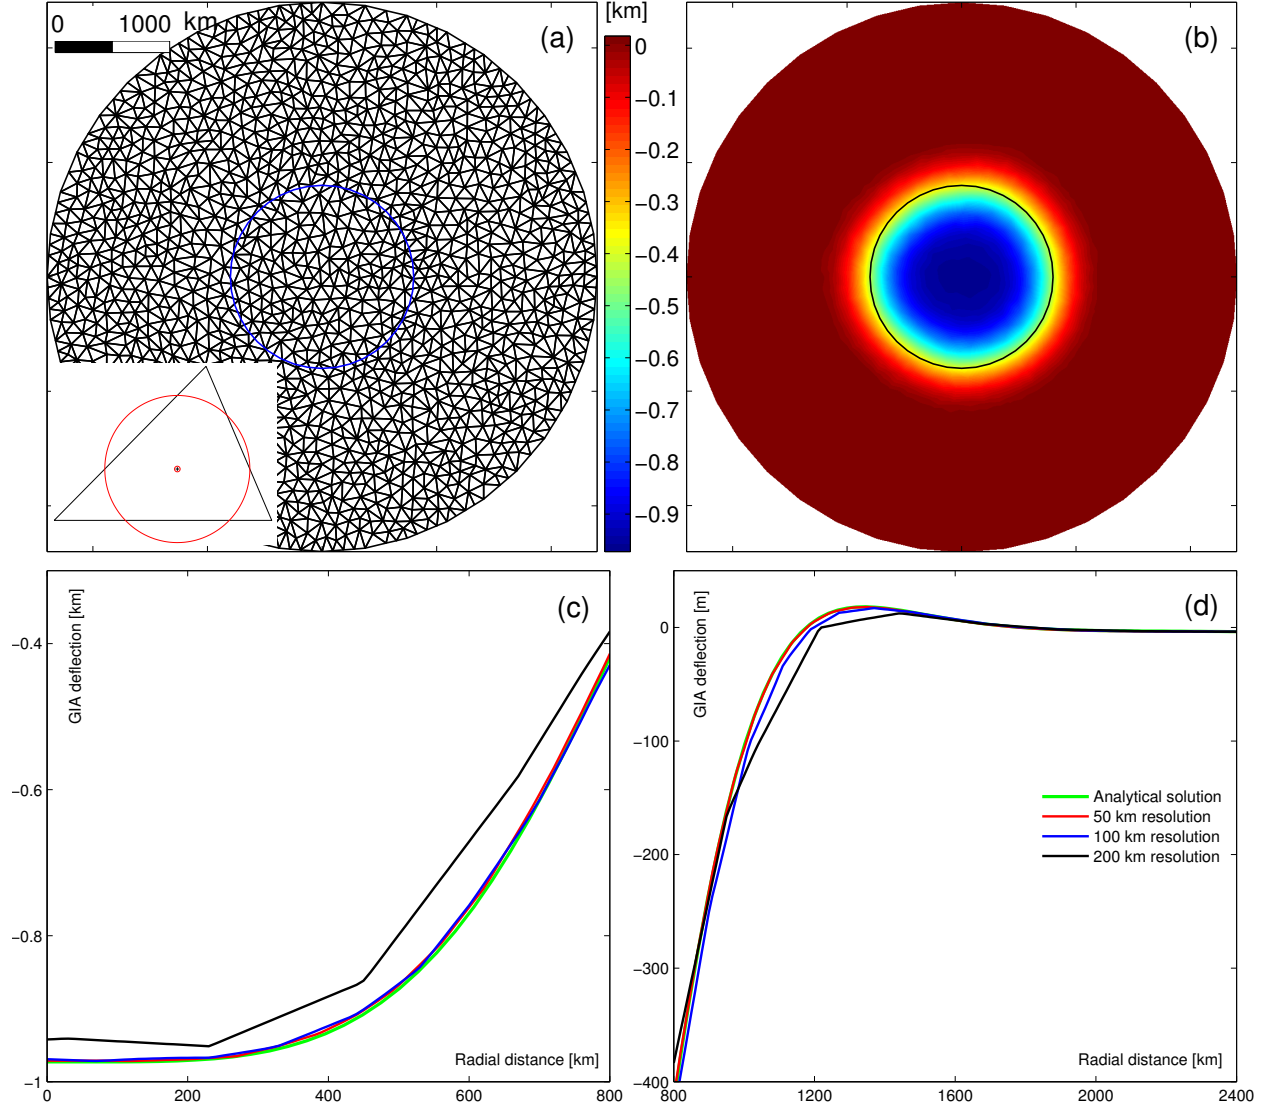 0 1000 km
(a)
[km]
0
−0.1
−0.2
−0.3
−0.4
−0.5
−0.6
−0.7
−0.8
−0.9
(b)
GIA deflection [km]
(c)
−0.4
−0.6
−0.8
−1
Radial distance [km]
0 200 400 600 800
GIA deflection [m]
(d)
0
−100
−200
−300
−400
Analytical solution
50 km resolution
100 km resolution
200 km resolution
Radial distance [km]
800 1200 1600 2000 2400